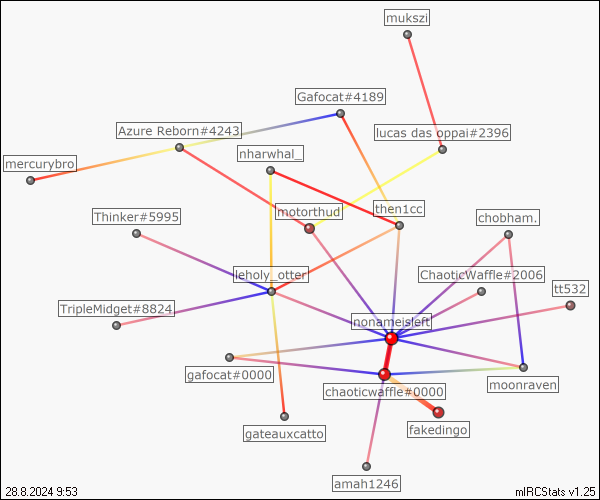 mukszi
Gafocat#4189
Azure Reborn#4243
lucas das oppai#2396
nharwhal_
mercurybro
Thinker#5995
motorthud
then1cc
chobham.
leholy_otter
ChaoticWaffle#2006
tt532
TripleMidget#8824
nonameisleft
gafocat#0000
chaoticwaffle#0000
moonraven
gateauxcatto
fakedingo
amah1246
28.8.2024 9:53
mIRCStats v1.25